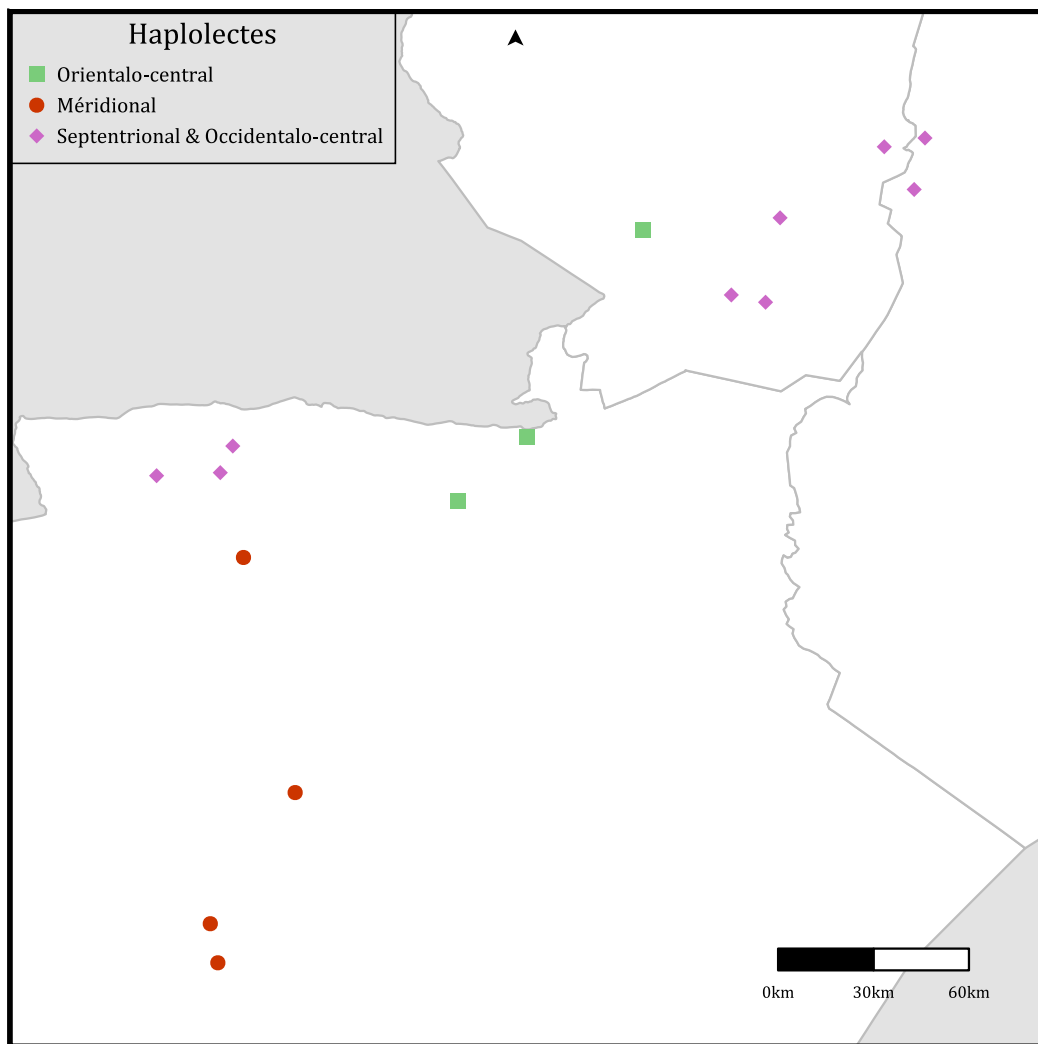 Haplolectes
Orientalo-central
Méridional
Septentrional & Occidentalo-central
0km 30km 60km